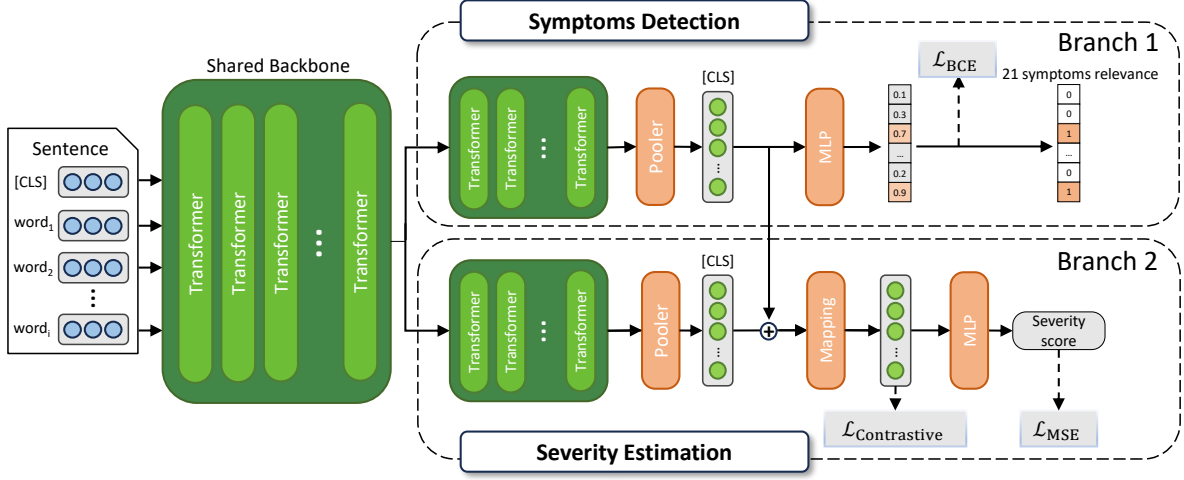 Symptoms Detection
Branch 1
Shared Backbone
Sentence
[CLS]
word1
word2
...
wordi
Transformer
Transformer
Transformer
...
Transformer
Transformer
Transformer
...
Transformer
Pooler
[CLS]
...
MLP
0.1
0.3
0.7
...
0.2
0.9
ℒBCE
21 symptoms relevance
0
0
1
...
0
1
Branch 2
Transformer
Transformer
...
Transformer
Pooler
[CLS]
...
+
Mapping
...
MLP
Severity
score
ℒContrastive
ℒMSE
Severity Estimation